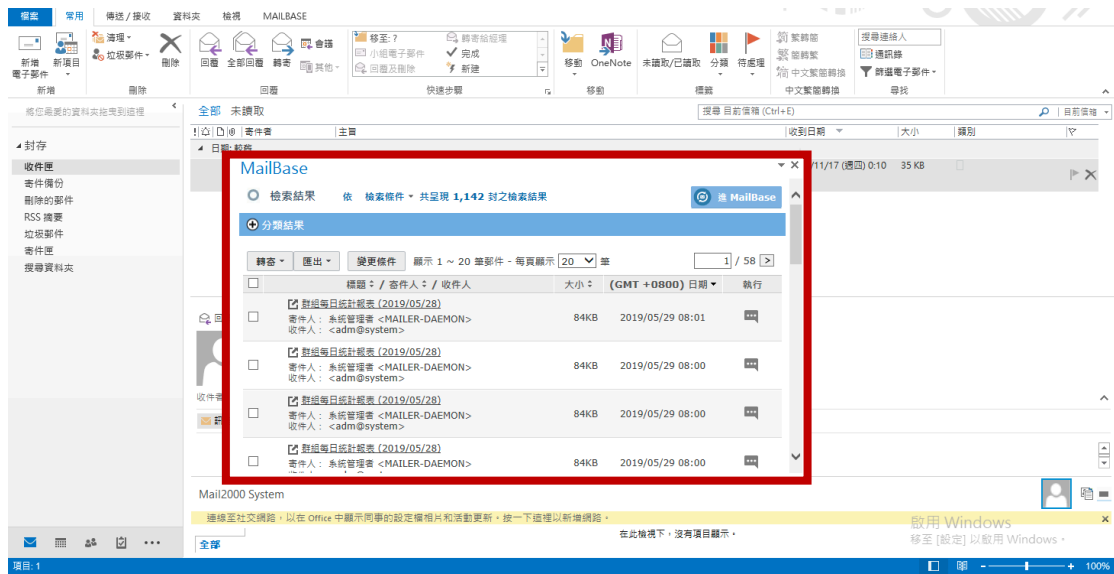 檔案 常用 傳送 / 接收 資料夾 檢視 MAILBASE
新增 電子郵件 新項目 清理 垃圾郵件 刪除
回覆 全部回覆 轉寄 會議 其他
移至: ? 小組電子郵件 回覆及刪除 轉寄給經理 完成 新建
移動 OneNote 未讀取/已讀取 分類 待處理
繁轉簡 簡轉繁 中文繁簡轉換
搜尋連絡人 通訊錄 篩選電子郵件
新增 刪除 回覆 快速步驟 移動 標籤 中文繁簡轉換 尋找
將您最愛的資料夾拖曳到這裡
封存
收件匣
寄件備份
刪除的郵件
RSS 摘要
垃圾郵件
寄件匣
搜尋資料夾
全部 未讀取 搜尋 目前信箱 (Ctrl+E) 目前信箱
寄件者 主旨 收到日期 大小 類別
日期: 較舊
/11/17 (週四) 0:10 35 KB
MailBase
檢索結果 依 檢索條件 共呈現 1,142 封之檢索結果 進 MailBase
分類結果
轉寄 匯出 變更條件 顯示 1 ~ 20 筆郵件 - 每頁顯示 20 筆 1 / 58 >
標題 / 寄件人 / 收件人 大小 (GMT +0800) 日期 執行
群組每日統計報表 (2019/05/28)
寄件人 : 系統管理者 <MAILER-DAEMON> 84KB 2019/05/29 08:01
收件人 : <adm@system>
群組每日統計報表 (2019/05/28)
寄件人 : 系統管理者 <MAILER-DAEMON> 84KB 2019/05/29 08:00
收件人 : <adm@system>
群組每日統計報表 (2019/05/28)
寄件人 : 系統管理者 <MAILER-DAEMON> 84KB 2019/05/29 08:00
收件人 : <adm@system>
群組每日統計報表 (2019/05/28)
寄件人 : 系統管理者 <MAILER-DAEMON> 84KB 2019/05/29 08:00
收件者
Mail2000 System
連線至社交網路，以在 Office 中顯示同事的設定檔相片和活動更新。按一下這裡以新增網路。
全部
在此檢視下，沒有項目顯示。
啟用 Windows
移至 [設定] 以啟用 Windows。
項目: 1 100%